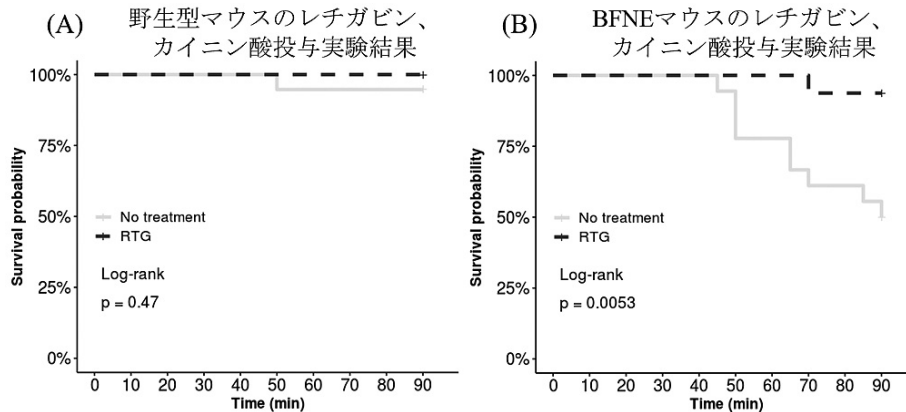 (A) 野生型マウスのレチガビン、
カイニン酸投与実験結果
100%
75%
50%
25%
0%
Survival probability
No treatment
RTG
Log-rank
p = 0.47
0 10 20 30 40 50 60 70 80 90
Time (min)
(B) BFNEマウスのレチガビン、
カイニン酸投与実験結果
100%
75%
50%
25%
0%
Survival probability
No treatment
RTG
Log-rank
p = 0.0053
0 10 20 30 40 50 60 70 80 90
Time (min)